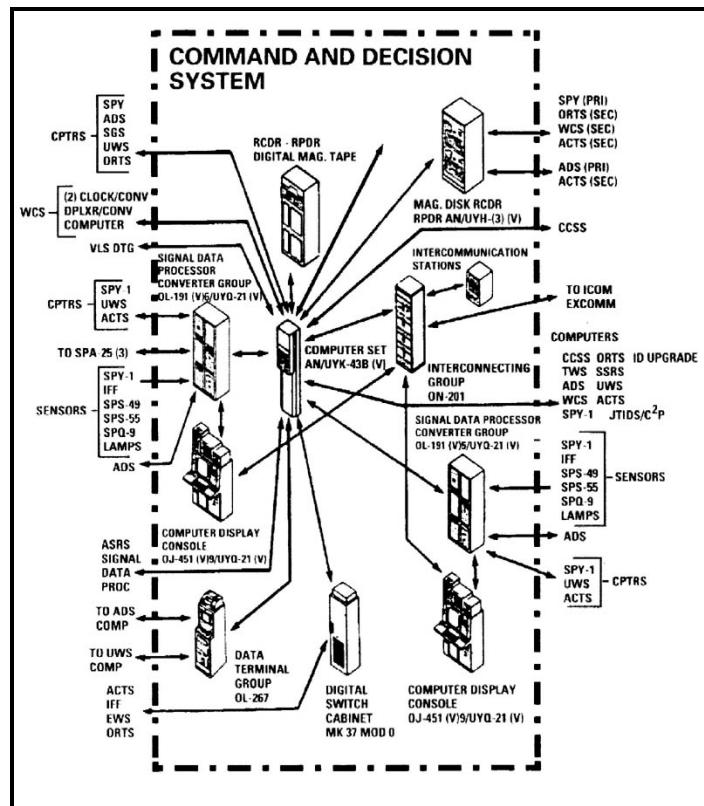 COMMAND AND DECISION
SYSTEM
SPY
ADS
CPTRS
SGS
UWS
ORTS
RCDR - RPDR
DIGITAL MAG. TAPE
SPY (PRI)
ORTS (SEC)
WCS (SEC)
ACTS (SEC)
ADS (PRI)
ACTS (SEC)
(2) CLOCK/CONV
WCS
DPLXR/CONV
COMPUTER
MAG. DISK RCDR
RPDR AN/UYH-(3) (V)
CCSS
VLS DTG
SIGNAL DATA
PROCESSOR
CONVERTER GROUP
OL-191 (V)6/UYQ-21 (V)
INTERCOMMUNICATION
STATIONS
SPY-1
CPTRS
UWS
ACTS
TO ICOM
EXCOMM
TO SPA-25 (3)
COMPUTER SET
AN/UYK-43B (V)
INTERCONNECTING
GROUP
ON-201
COMPUTERS
CCSS ORTS ID UPGRADE
TWS SSRS
ADS UWS
WCS ACTS
SPY-1 JTIDS/C²P
SPY-1
IFF
SENSORS
SPS-49
SPS-55
SPQ-9
LAMPS
ADS
SIGNAL DATA PROCESSOR
CONVERTER GROUP
OL-191 (V)5/UYQ-21 (V)
SPY-1
IFF
SPS-49
SENSORS
SPS-55
SPQ-9
LAMPS
ADS
COMPUTER DISPLAY
CONSOLE
OJ-451 (V)9/UYQ-21 (V)
ASRS
SIGNAL
DATA
PROC
SPY-1
UWS
CPTRS
ACTS
TO ADS
COMP
TO UWS
COMP
DATA
TERMINAL
GROUP
OL-267
ACTS
IFF
EWS
ORTS
DIGITAL
SWITCH
CABINET
MK 37 MOD 0
COMPUTER DISPLAY
CONSOLE
OJ-451 (V)9/UYQ-21 (V)